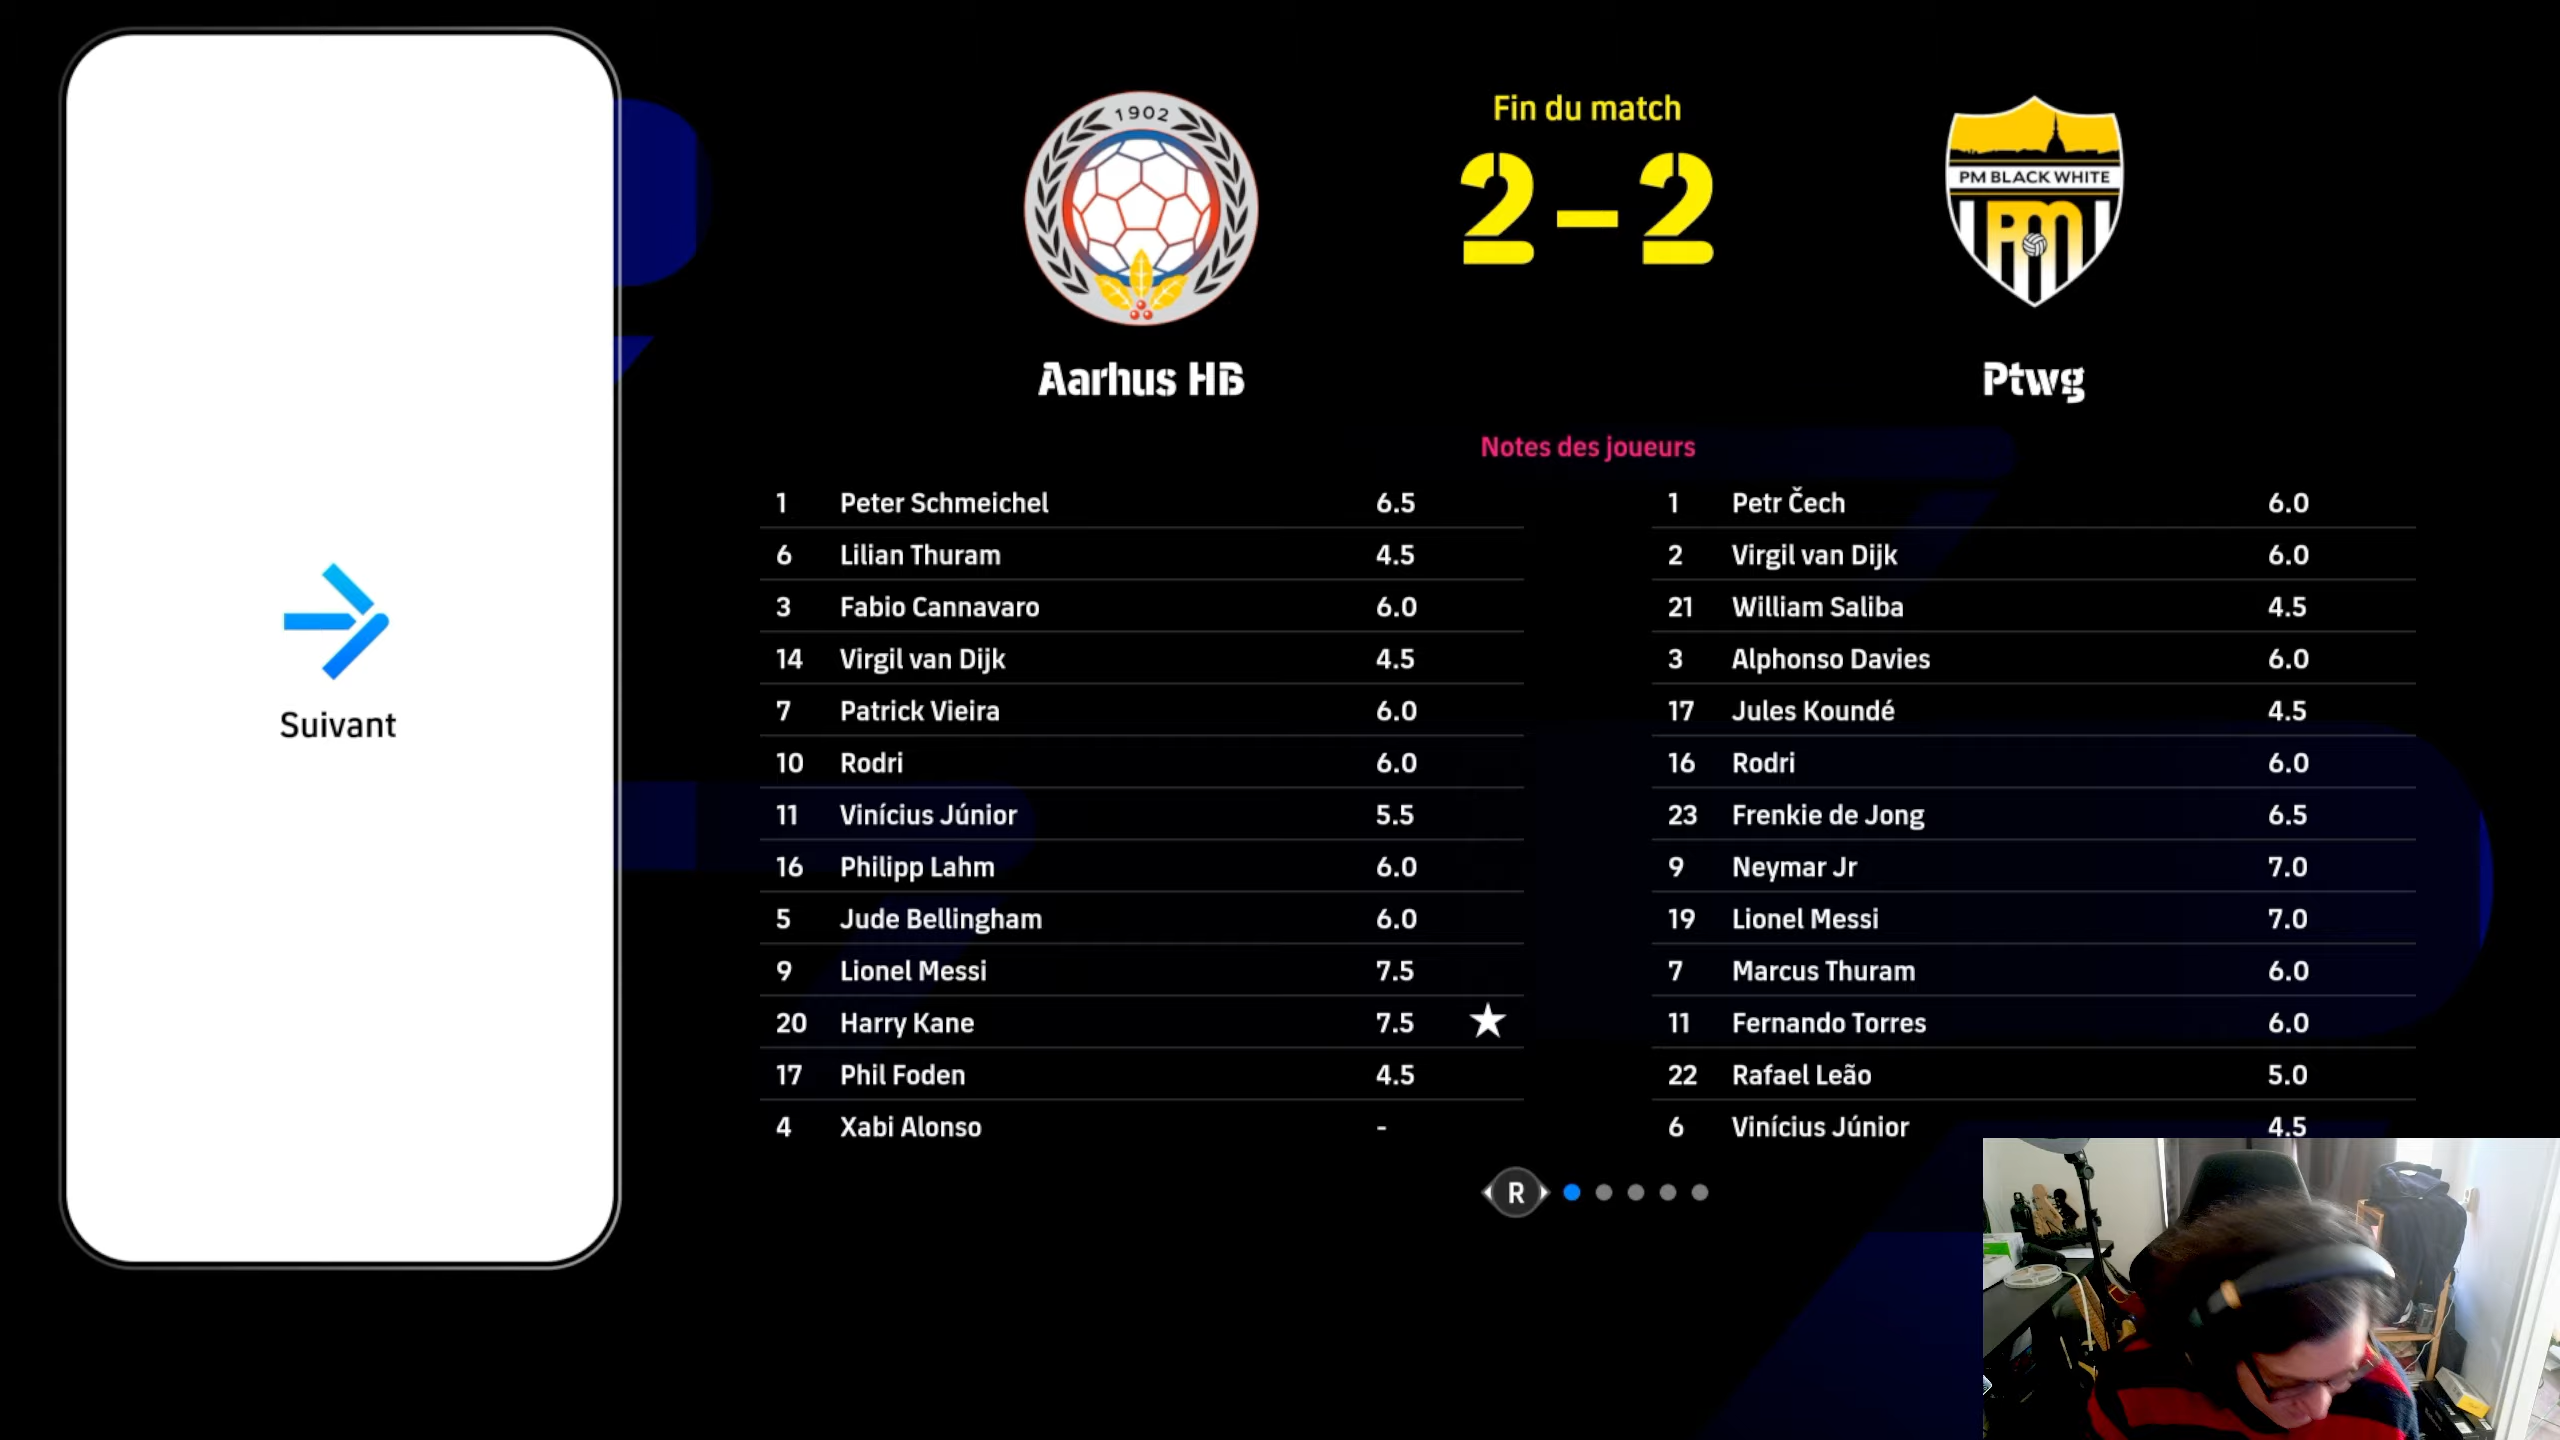 Suivant
1902
Aarhus HB
Fin du match
2-2
PM BLACK WHITE
PM
Ptwg
Notes des joueurs
1 Peter Schmeichel 6.5
6 Lilian Thuram 4.5
3 Fabio Cannavaro 6.0
14 Virgil van Dijk 4.5
7 Patrick Vieira 6.0
10 Rodri 6.0
11 Vinícius Júnior 5.5
16 Philipp Lahm 6.0
5 Jude Bellingham 6.0
9 Lionel Messi 7.5
20 Harry Kane 7.5 ★
17 Phil Foden 4.5
4 Xabi Alonso -
1 Petr Čech 6.0
2 Virgil van Dijk 6.0
21 William Saliba 4.5
3 Alphonso Davies 6.0
17 Jules Koundé 4.5
16 Rodri 6.0
23 Frenkie de Jong 6.5
9 Neymar Jr 7.0
19 Lionel Messi 7.0
7 Marcus Thuram 6.0
11 Fernando Torres 6.0
22 Rafael Leão 5.0
6 Vinícius Júnior 4.5
R